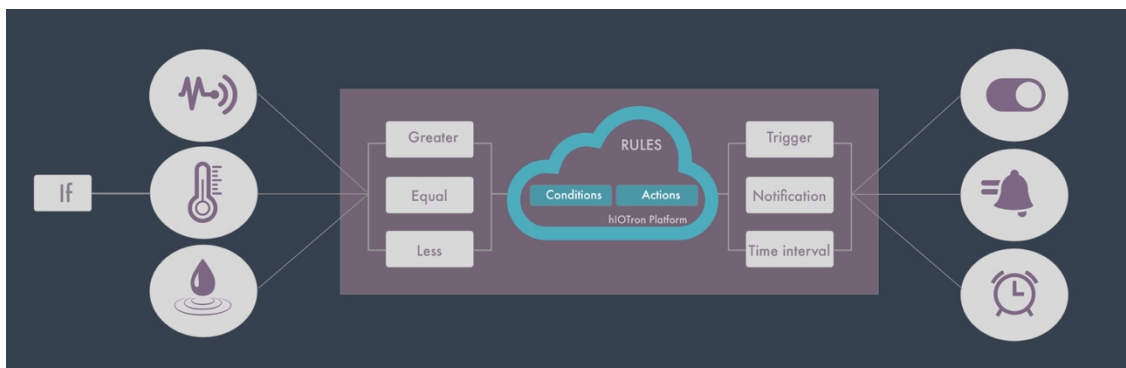 If
Greater
Equal
Less
RULES
Conditions
Actions
hIOTron Platform
Trigger
Notification
Time interval